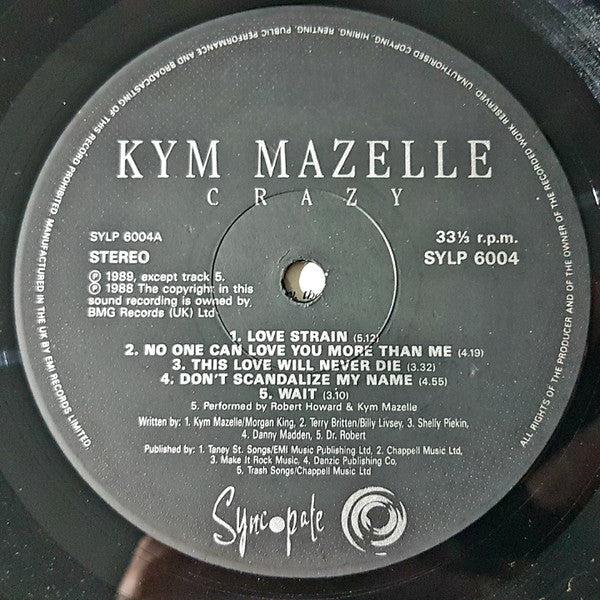 UNAUTHORISED COPYING, HIRING, RENTING, PUBLIC PERFORMANCE AND BROADCASTING OF THIS RECORD PROHIBITED. MANUFACTURED IN THE UK BY EMI RECORDS LIMITED.
ALL RIGHTS OF THE PRODUCER AND OF THE OWNER OF THE RECORDED WORK RESERVED.
KYM MAZELLE
CRAZY
SYLP 6004A
STEREO
33⅓ r.p.m.
SYLP 6004
Ⓟ 1989, except track 5.
Ⓟ 1988 The copyright in this
sound recording is owned by
BMG Records (UK) Ltd
1. LOVE STRAIN (5.12)
2. NO ONE CAN LOVE YOU MORE THAN ME (4.19)
3. THIS LOVE WILL NEVER DIE (3.32)
4. DON'T SCANDALIZE MY NAME (4.55)
5. WAIT (3.10)
5. Performed by Robert Howard & Kym Mazelle
Written by: 1. Kym Mazelle/Morgan King, 2. Terry Britten/Billy Livsey, 3. Shelly Piekin,
4. Danny Madden, 5. Dr. Robert
Published by: 1. Taney St. Songs/EMI Music Publishing Ltd, 2. Chappell Music Ltd,
3. Make It Rock Music, 4. Danzic Publishing Co,
5. Trash Songs/Chappell Music Ltd
Syncopate